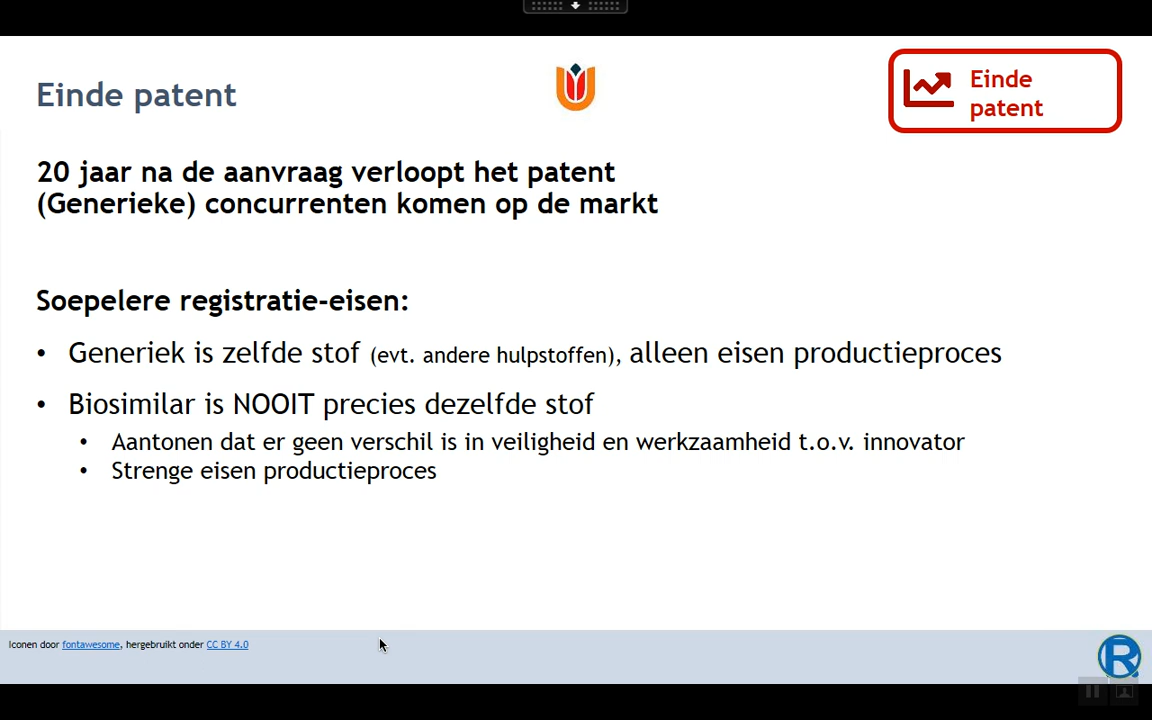 Einde patent
Einde
patent
20 jaar na de aanvraag verloopt het patent
(Generieke) concurrenten komen op de markt
Soepelere registratie-eisen:
• Generiek is zelfde stof (evt. andere hulpstoffen), alleen eisen productieproces
• Biosimilar is NOOIT precies dezelfde stof
• Aantonen dat er geen verschil is in veiligheid en werkzaamheid t.o.v. innovator
• Strenge eisen productieproces
Iconen door fontawesome, hergebruikt onder CC BY 4.0
R